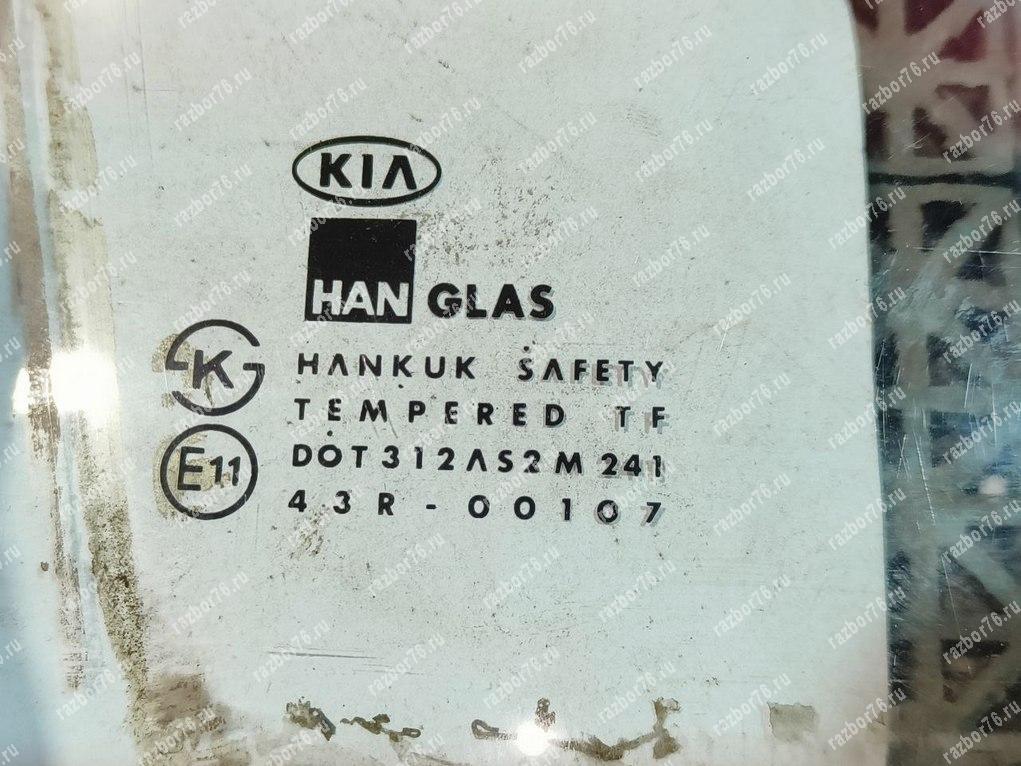 KIA
HAN GLAS
K
HANKUK SAFETY
TEMPERED TF
E11
DOT312AS2M241
43R-00107
razbor76.ru